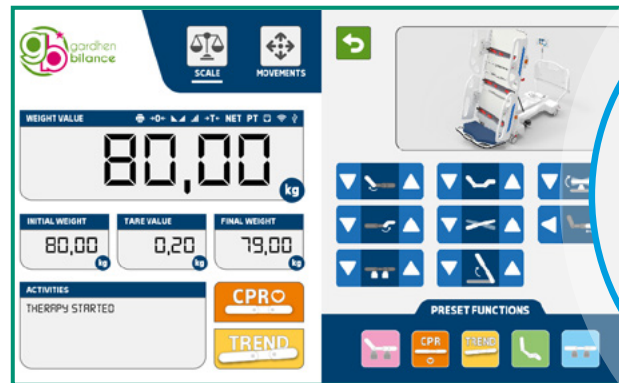 gb gardhen bilance
SCALE
MOVEMENTS
WEIGHT VALUE →0← →T← NET PT
80,00 kg
INITIAL WEIGHT
80,00 kg
TARE VALUE
0,20 kg
FINAL WEIGHT
79,00 kg
ACTIVITIES
THERAPY STARTED
CPR
TREND
PRESET FUNCTIONS
CPR
TREND